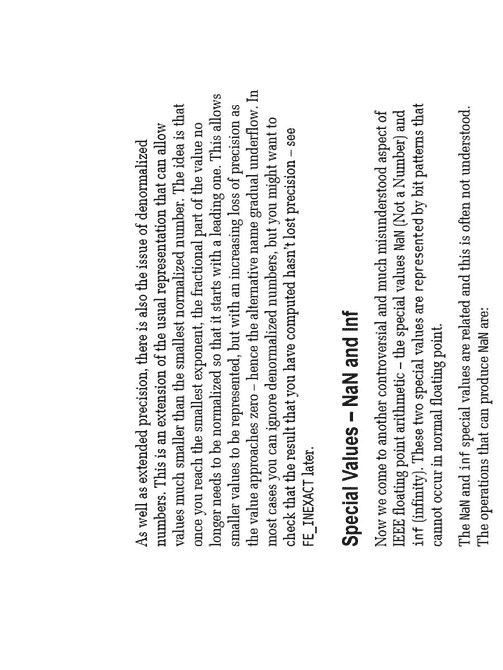 As well as extended precision, there is also the issue of denormalized
numbers. This is an extension of the usual representation that can allow
values much smaller than the smallest normalized number. The idea is that
once you reach the smallest exponent, the fractional part of the value no
longer needs to be normalized so that it starts with a leading one. This allows
smaller values to be represented, but with an increasing loss of precision as
the value approaches zero – hence the alternative name gradual underflow. In
most cases you can ignore denormalized numbers, but you might want to
check that the result that you have computed hasn't lost precision – see
FE_INEXACT later.
Special Values – NaN and Inf
Now we come to another controversial and much misunderstood aspect of
IEEE floating point arithmetic – the special values NaN (Not a Number) and
inf (infinity). These two special values are represented by bit patterns that
cannot occur in normal floating point.
The NaN and inf special values are related and this is often not understood.
The operations that can produce NaN are: